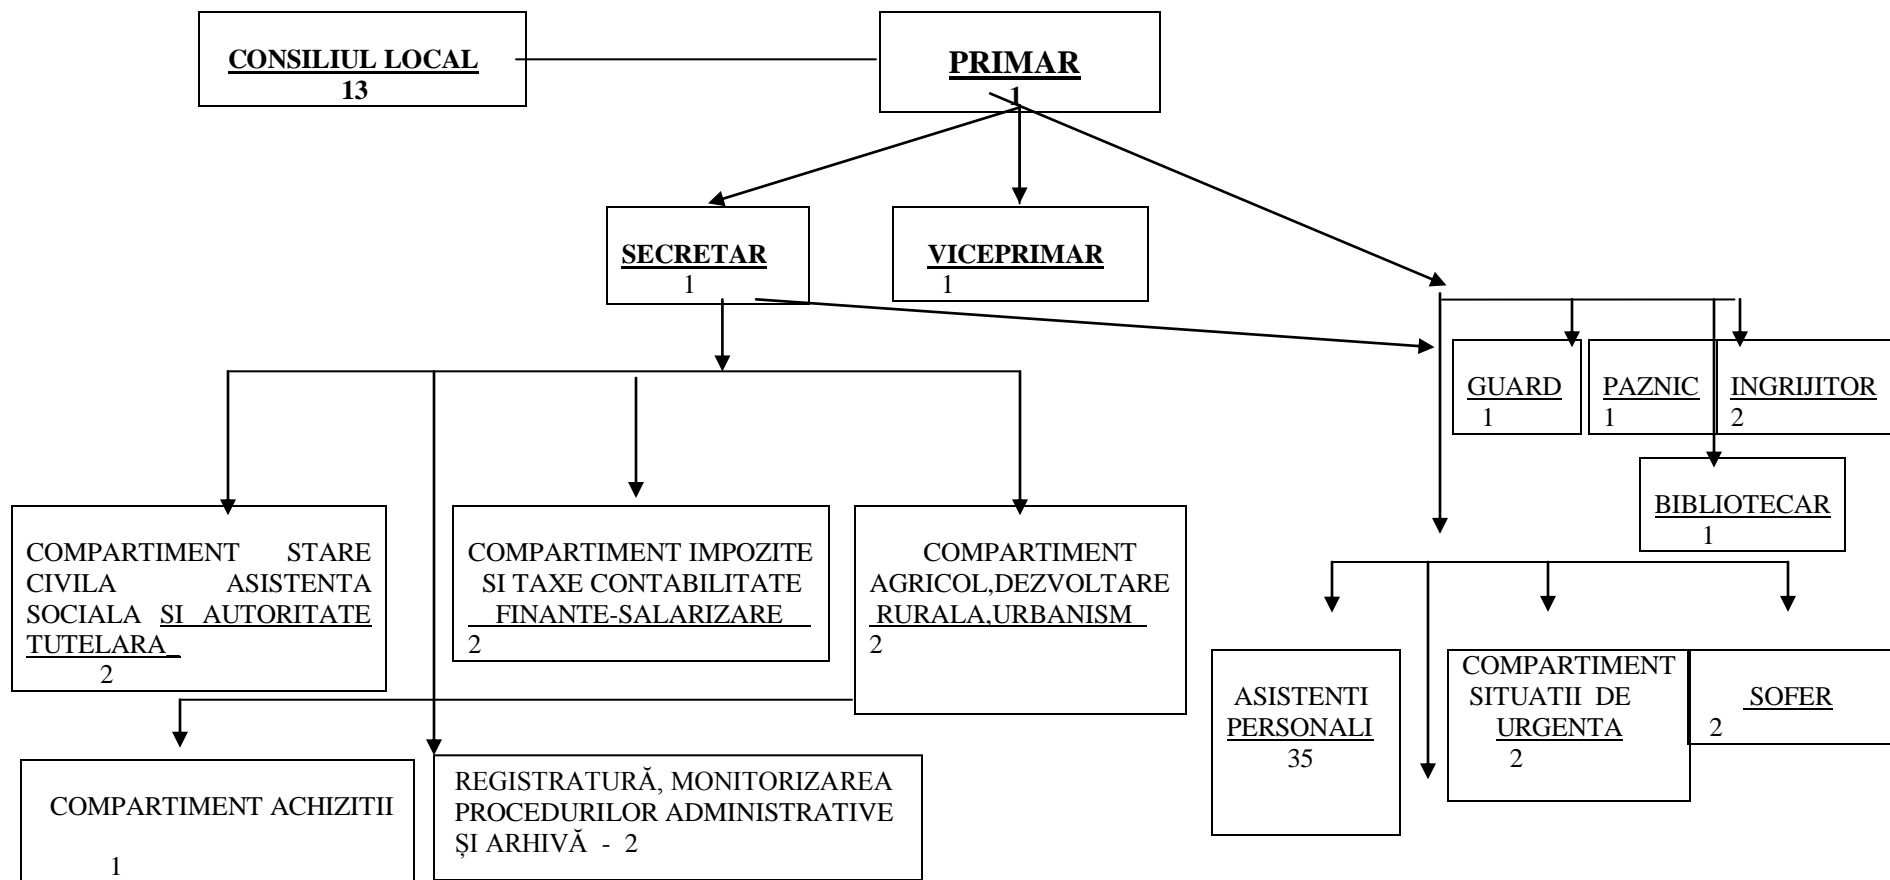 CONSILIUL LOCAL
13
PRIMAR
1
SECRETAR
1
VICEPRIMAR
1
GUARD
1
PAZNIC
1
INGRIJITOR
2
BIBLIOTECAR
1
COMPARTIMENT STARE
CIVILA ASISTENTA
SOCIALA SI AUTORITATE
TUTELARA_
2
COMPARTIMENT IMPOZITE
SI TAXE CONTABILITATE
FINANTE-SALARIZARE
2
COMPARTIMENT
AGRICOL,DEZVOLTARE
RURALA,URBANISM
2
ASISTENTI
PERSONALI
35
COMPARTIMENT
SITUATII DE
URGENTA
2
SOFER
2
COMPARTIMENT ACHIZITII
1
REGISTRATURĂ, MONITORIZAREA
PROCEDURILOR ADMINISTRATIVE
ȘI ARHIVĂ - 2